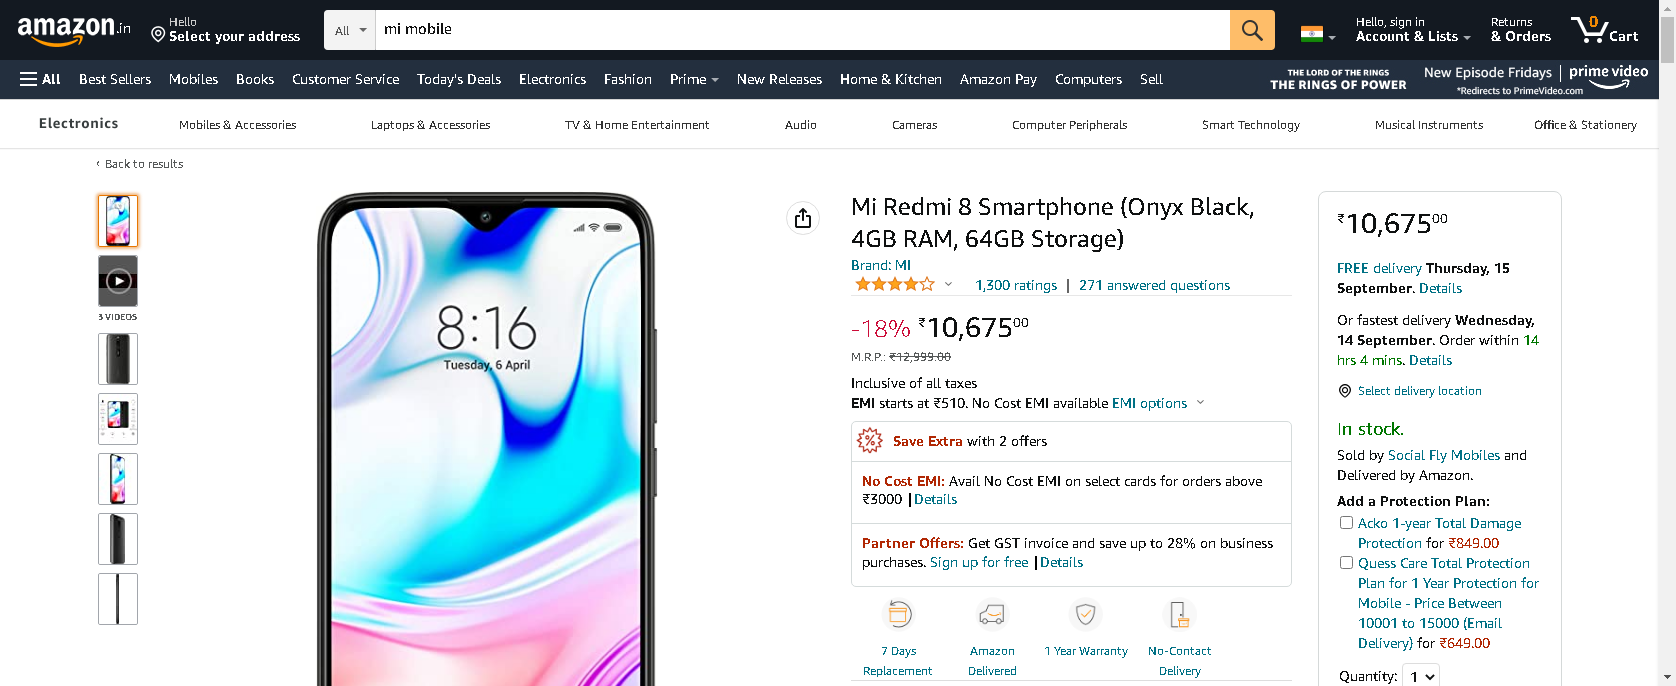 amazon.in
Hello
Select your address
All
mi mobile
Hello, sign in
Account & Lists
Returns
& Orders
0
Cart
All
Best Sellers
Mobiles
Books
Customer Service
Today's Deals
Electronics
Fashion
Prime
New Releases
Home & Kitchen
Amazon Pay
Computers
Sell
THE LORD OF THE RINGS
THE RINGS OF POWER
New Episode Fridays
*Redirects to PrimeVideo.com
prime video
Electronics
Mobiles & Accessories
Laptops & Accessories
TV & Home Entertainment
Audio
Cameras
Computer Peripherals
Smart Technology
Musical Instruments
Office & Stationery
‹ Back to results
3 VIDEOS
8:16
Tuesday, 6 April
Mi Redmi 8 Smartphone (Onyx Black,
4GB RAM, 64GB Storage)
Brand: MI
1,300 ratings | 271 answered questions
-18% ₹10,67500
M.R.P.: ₹12,999.00
Inclusive of all taxes
EMI starts at ₹510. No Cost EMI available EMI options
Save Extra with 2 offers
No Cost EMI: Avail No Cost EMI on select cards for orders above
₹3000 |Details
Partner Offers: Get GST invoice and save up to 28% on business
purchases. Sign up for free |Details
7 Days
Replacement
Amazon
Delivered
1 Year Warranty
No-Contact
Delivery
₹10,67500
FREE delivery Thursday, 15
September. Details
Or fastest delivery Wednesday,
14 September. Order within 14
hrs 4 mins. Details
Select delivery location
In stock.
Sold by Social Fly Mobiles and
Delivered by Amazon.
Add a Protection Plan:
Acko 1-year Total Damage
Protection for ₹849.00
Quess Care Total Protection
Plan for 1 Year Protection for
Mobile - Price Between
10001 to 15000 (Email
Delivery) for ₹649.00
Quantity: 1